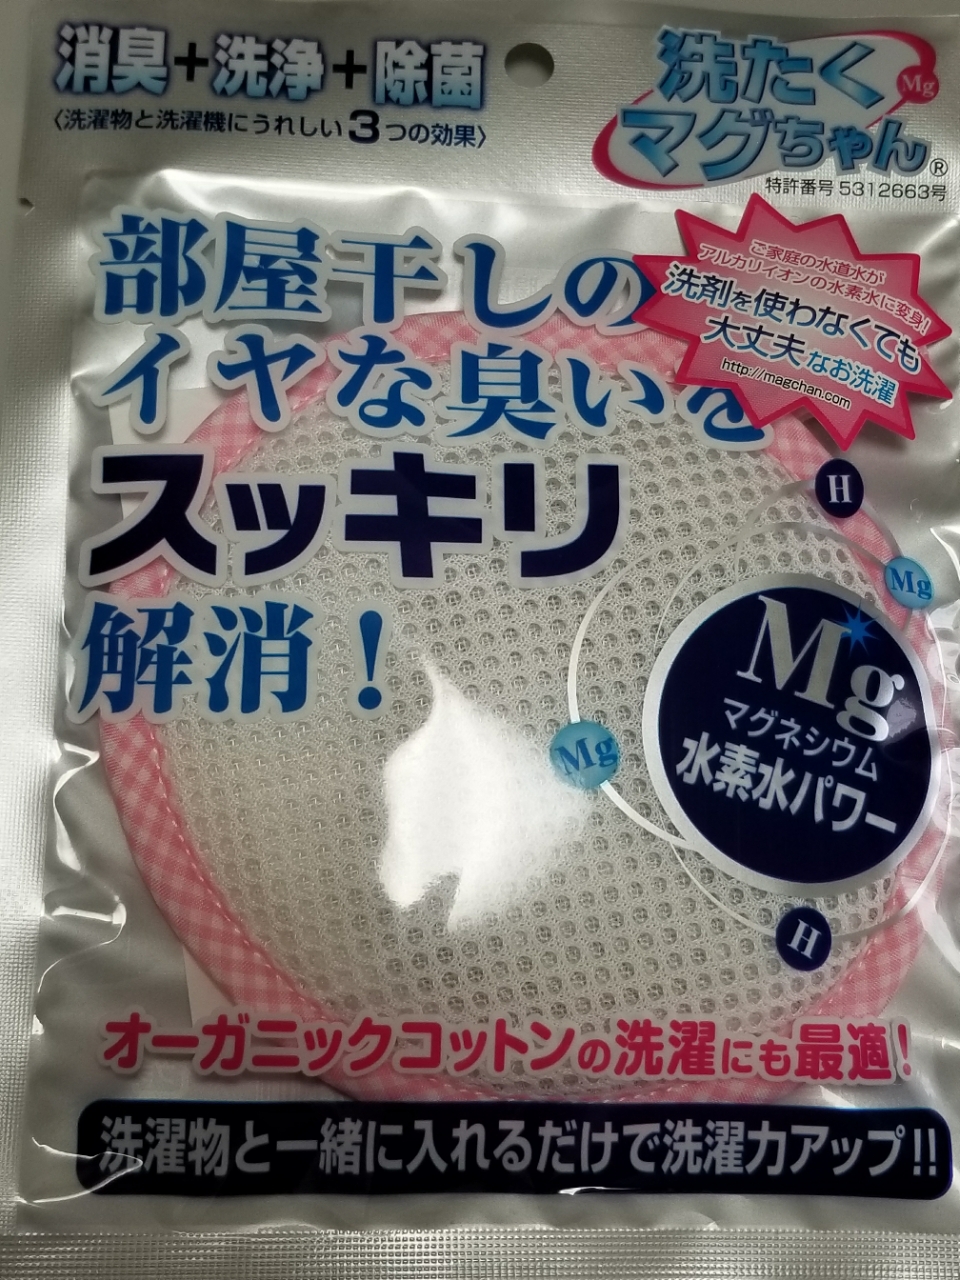 消臭+洗浄+除菌
〈洗濯物と洗濯機にうれしい3つの効果〉
洗たく
マグちゃん®
Mg
特許番号 5312663号
部屋干しの
イヤな臭いを
スッキリ
解消!
ご家庭の水道水が
アルカリイオンの水素水に変身!
洗剤を使わなくても
大丈夫なお洗濯
http://magchan.com
H
Mg
Mg
マグネシウム
水素水パワー
Mg
H
オーガニックコットンの洗濯にも最適!
洗濯物と一緒に入れるだけで洗濯力アップ!!